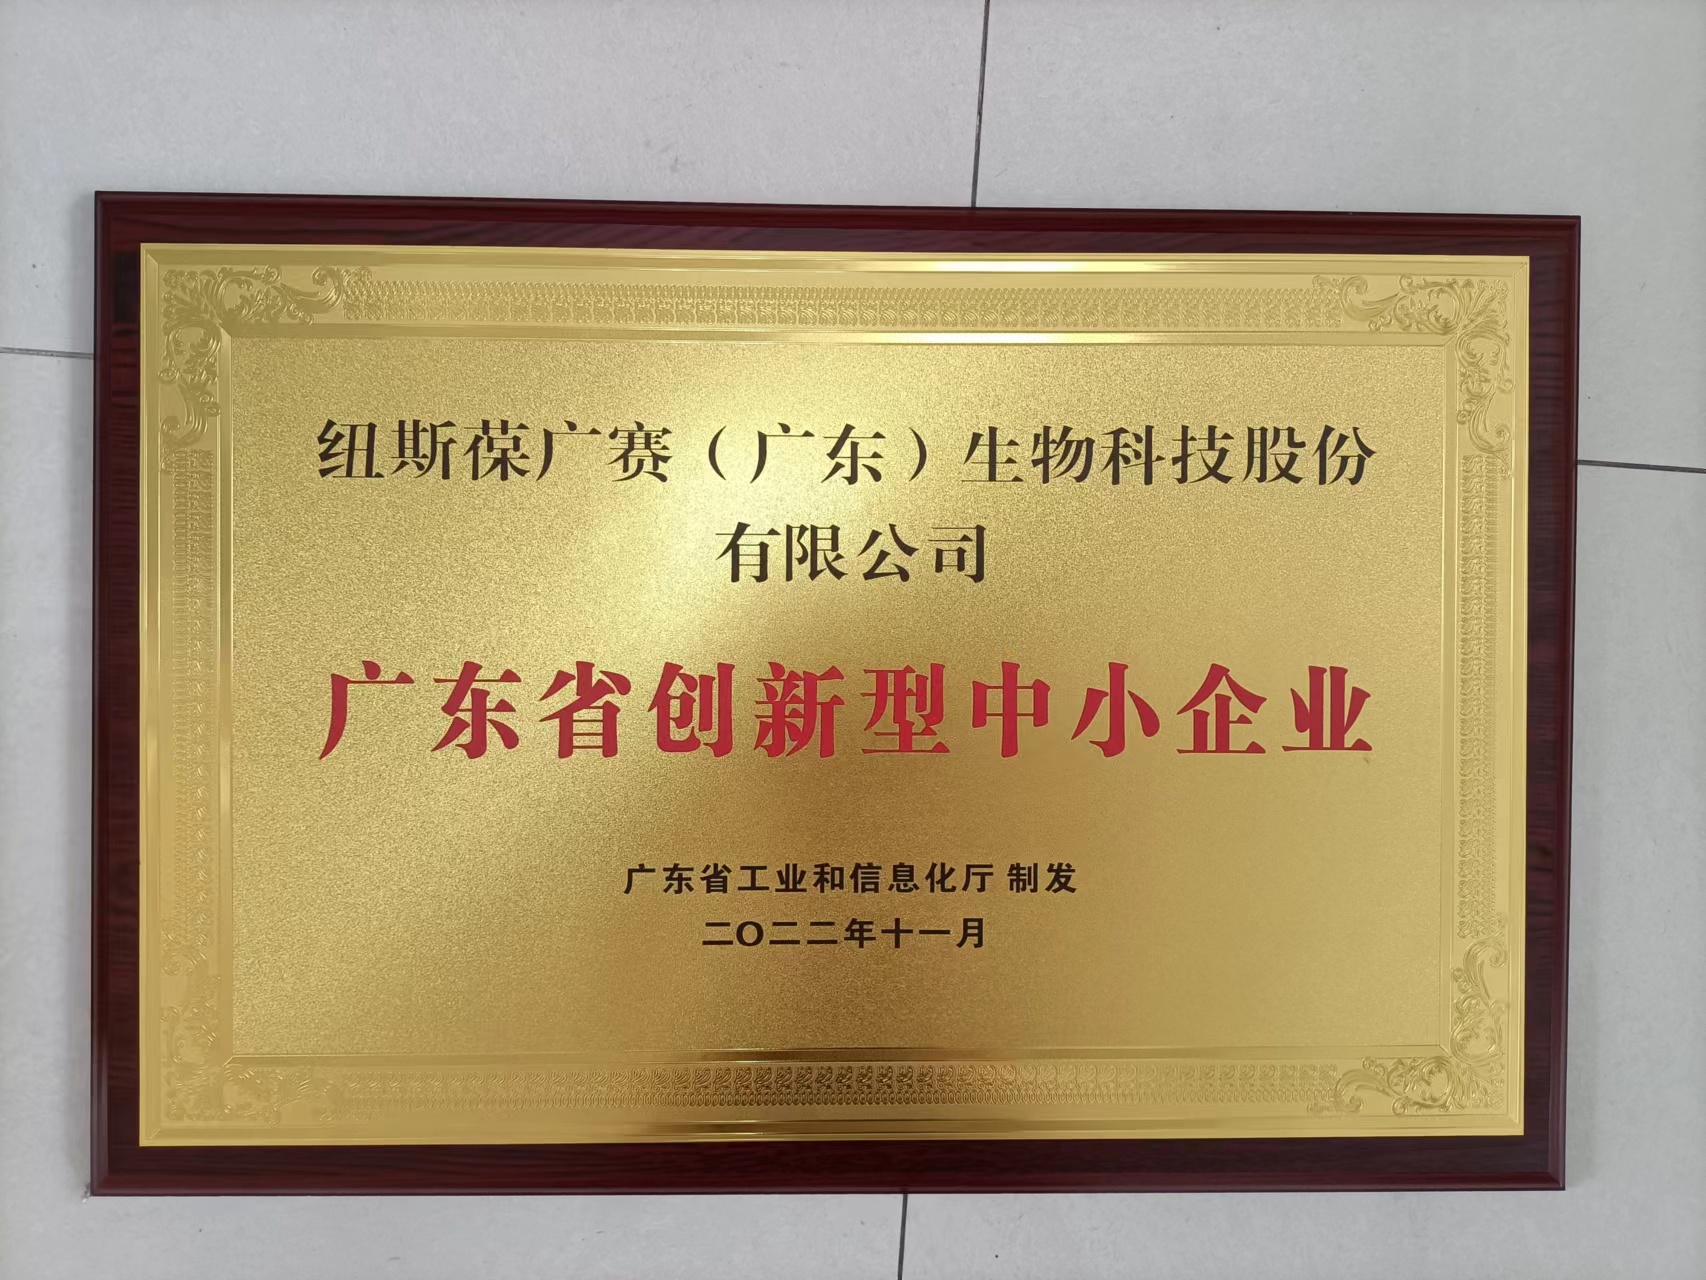 纽斯葆广赛（广东）生物科技股份
有限公司
广东省创新型中小企业
广东省工业和信息化厅 制发
二〇二二年十一月